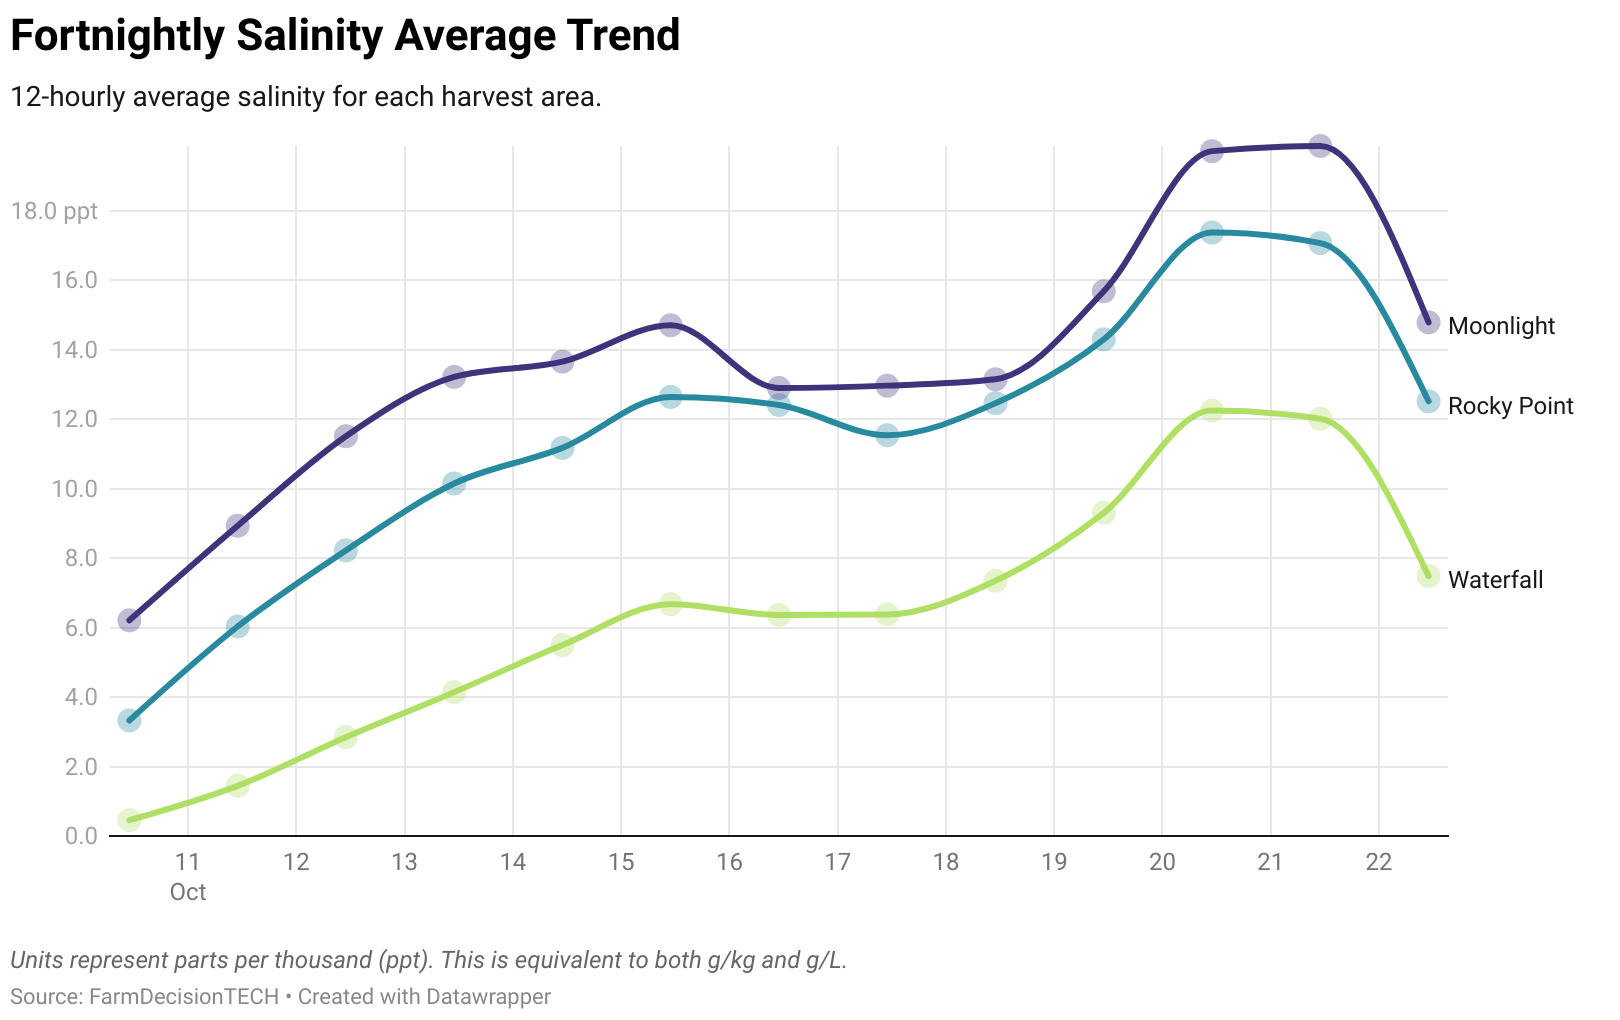 Fortnightly Salinity Average Trend
12-hourly average salinity for each harvest area.
18.0 ppt
16.0
14.0
12.0
10.0
8.0
6.0
4.0
2.0
0.0
Moonlight
Rocky Point
Waterfall
11 12 13 14 15 16 17 18 19 20 21 22
Oct
Units represent parts per thousand (ppt). This is equivalent to both g/kg and g/L.
Source: FarmDecisionTECH • Created with Datawrapper